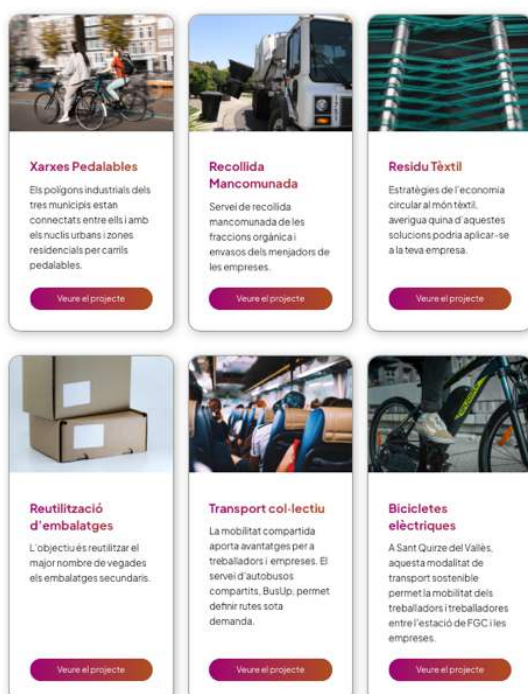 Xarxes Pedalables
Els polígons industrials dels
tres municipis estan
connectats entre ells i amb
els nuclis urbans i zones
residencials per carrils
pedalables.
Veure el projecte
Recollida
Mancomunada
Servei de recollida
mancomunada de les
fraccions orgànica i
envasos dels menjadors de
les empreses.
Veure el projecte
Residu Tèxtil
Estratègies de l'economia
circular al món tèxtil,
averigua quina d'aquestes
solucions podria aplicar-se
a la teva empresa.
Veure el projecte
Reutilització
d'embalatges
L'objectiu és reutilitzar el
major nombre de vegades
els embalatges secundaris.
Veure el projecte
Transport col·lectiu
La mobilitat compartida
aporta avantatges per a
treballadors i empreses. El
servei d'autobusos
compartits, BusUp, permet
definir rutes sota
demanda.
Veure el projecte
Bicicletes
elèctriques
A Sant Quirze del Vallès,
aquesta modalitat de
transport sostenible
permet la mobilitat dels
treballadors i treballadores
entre l'estació de FGC i les
empreses.
Veure el projecte